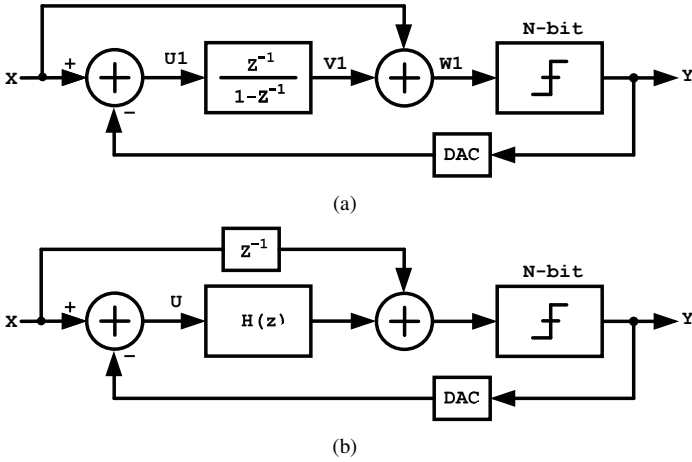 N-bit
X
+
U1
z⁻¹
1-z⁻¹
V1
W1
Y
−
DAC
(a)
z⁻¹
N-bit
X
+
U
H(z)
Y
−
DAC
(b)